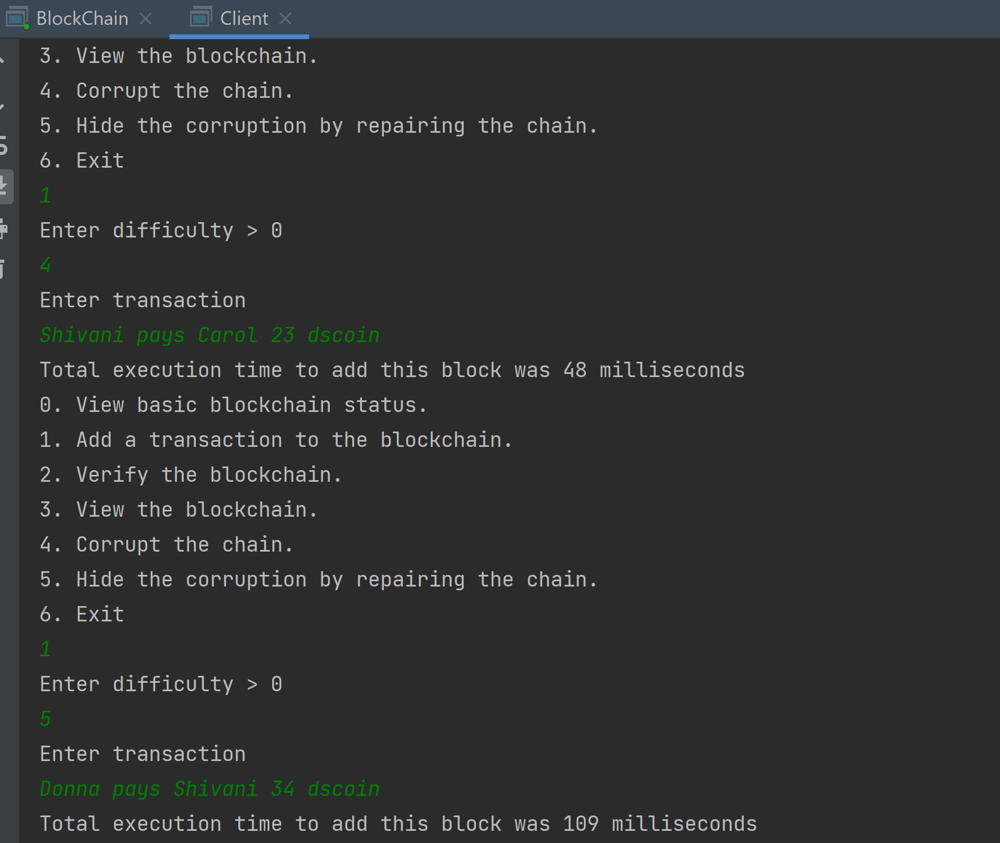 BlockChain Client
3. View the blockchain.
4. Corrupt the chain.
5. Hide the corruption by repairing the chain.
6. Exit
1
Enter difficulty > 0
4
Enter transaction
Shivani pays Carol 23 dscoin
Total execution time to add this block was 48 milliseconds
0. View basic blockchain status.
1. Add a transaction to the blockchain.
2. Verify the blockchain.
3. View the blockchain.
4. Corrupt the chain.
5. Hide the corruption by repairing the chain.
6. Exit
1
Enter difficulty > 0
5
Enter transaction
Donna pays Shivani 34 dscoin
Total execution time to add this block was 109 milliseconds